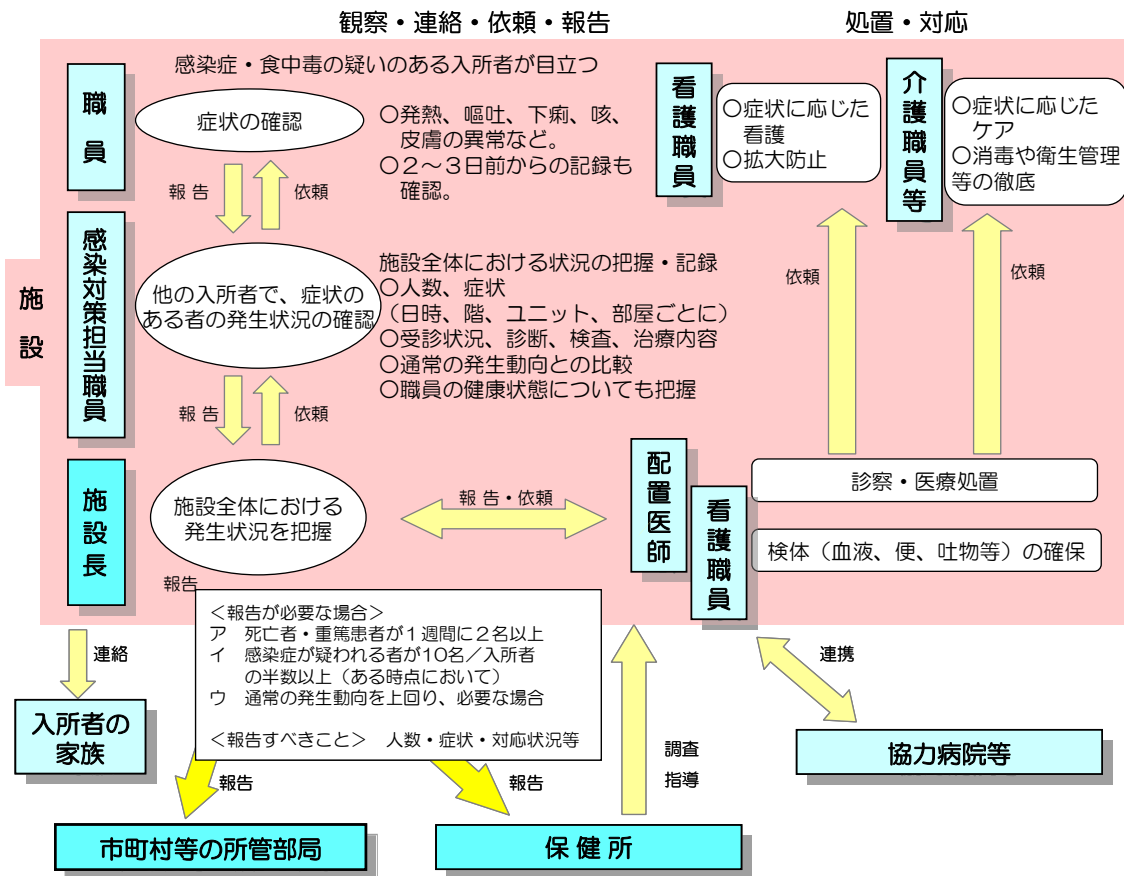 観察・連絡・依頼・報告
処置・対応
感染症・食中毒の疑いのある入所者が目立つ
職員
症状の確認
○発熱、嘔吐、下痢、咳、
皮膚の異常など。
○2~3日前からの記録も
確認。
看護職員
○症状に応じた
看護
○拡大防止
介護職員等
○症状に応じた
ケア
○消毒や衛生管理
等の徹底
報告
依頼
施設
感染対策担当職員
他の入所者で、症状の
ある者の発生状況の確認
施設全体における状況の把握・記録
○人数、症状
(日時、階、ユニット、部屋ごとに)
○受診状況、診断、検査、治療内容
○通常の発生動向との比較
○職員の健康状態についても把握
依頼
依頼
報告
依頼
施設長
施設全体における
発生状況を把握
報告・依頼
配置医師
看護職員
診察・医療処置
検体(血液、便、吐物等)の確保
報告
<報告が必要な場合>
ア 死亡者・重篤患者が1週間に2名以上
イ 感染症が疑われる者が10名/入所者
の半数以上(ある時点において)
ウ 通常の発生動向を上回り、必要な場合
<報告すべきこと> 人数・症状・対応状況等
連絡
入所者の
家族
連携
協力病院等
調査
指導
報告
報告
市町村等の所管部局
保健所